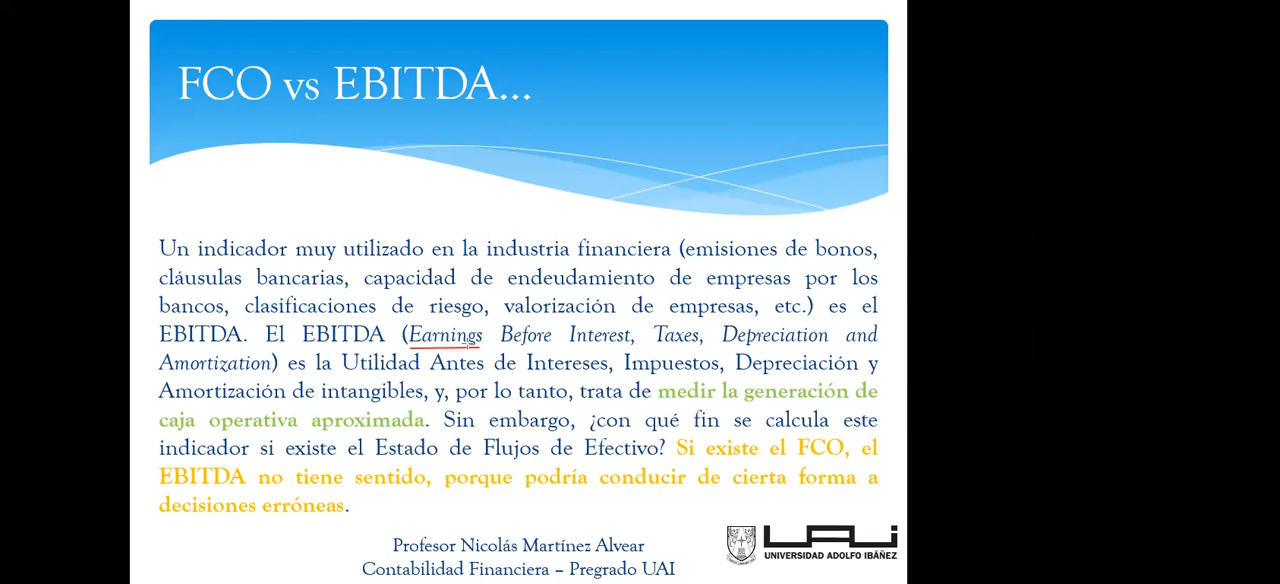 FCO vs EBITDA...
Un indicador muy utilizado en la industria financiera (emisiones de bonos,
cláusulas bancarias, capacidad de endeudamiento de empresas por los
bancos, clasificaciones de riesgo, valorización de empresas, etc.) es el
EBITDA. El EBITDA (Earnings Before Interest, Taxes, Depreciation and
Amortization) es la Utilidad Antes de Intereses, Impuestos, Depreciación y
Amortización de intangibles, y, por lo tanto, trata de medir la generación de
caja operativa aproximada. Sin embargo, ¿con qué fin se calcula este
indicador si existe el Estado de Flujos de Efectivo? Si existe el FCO, el
EBITDA no tiene sentido, porque podría conducir de cierta forma a
decisiones erróneas.
Profesor Nicolás Martínez Alvear
Contabilidad Financiera – Pregrado UAI
UAi
UNIVERSIDAD ADOLFO IBÁÑEZ